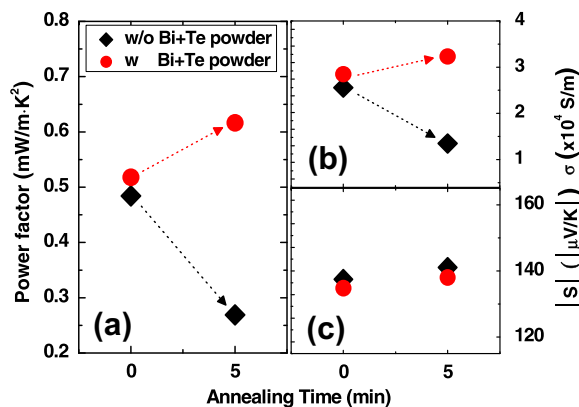 0.8
0.7
0.6
0.5
0.4
0.3
0.2
Power factor (mW/m·K²)
w/o Bi+Te powder
w Bi+Te powder
(a)
0 5
(b)
4
3
2
1
σ (x10⁴ S/m)
(c)
160
140
120
|S| (|μV/K|)
0 5
Annealing Time (min)